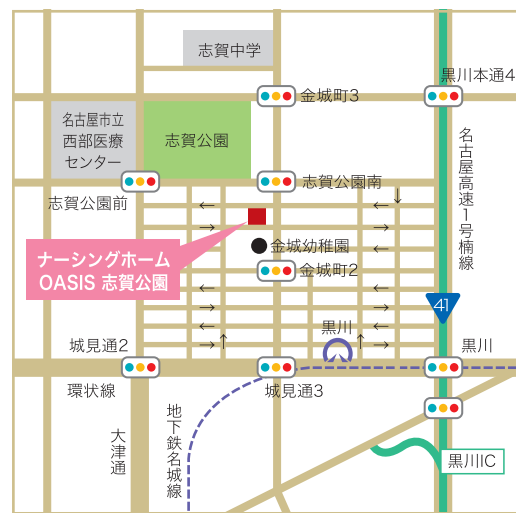 志賀中学
黒川本通4
金城町3
名古屋市立
西部医療
センター
志賀公園
名古屋高速1号楠線
志賀公園南
志賀公園前
金城幼稚園
ナーシングホーム
OASIS 志賀公園
金城町2
41
黒川
城見通2
黒川
環状線
城見通3
大津通
地下鉄名城線
黒川IC